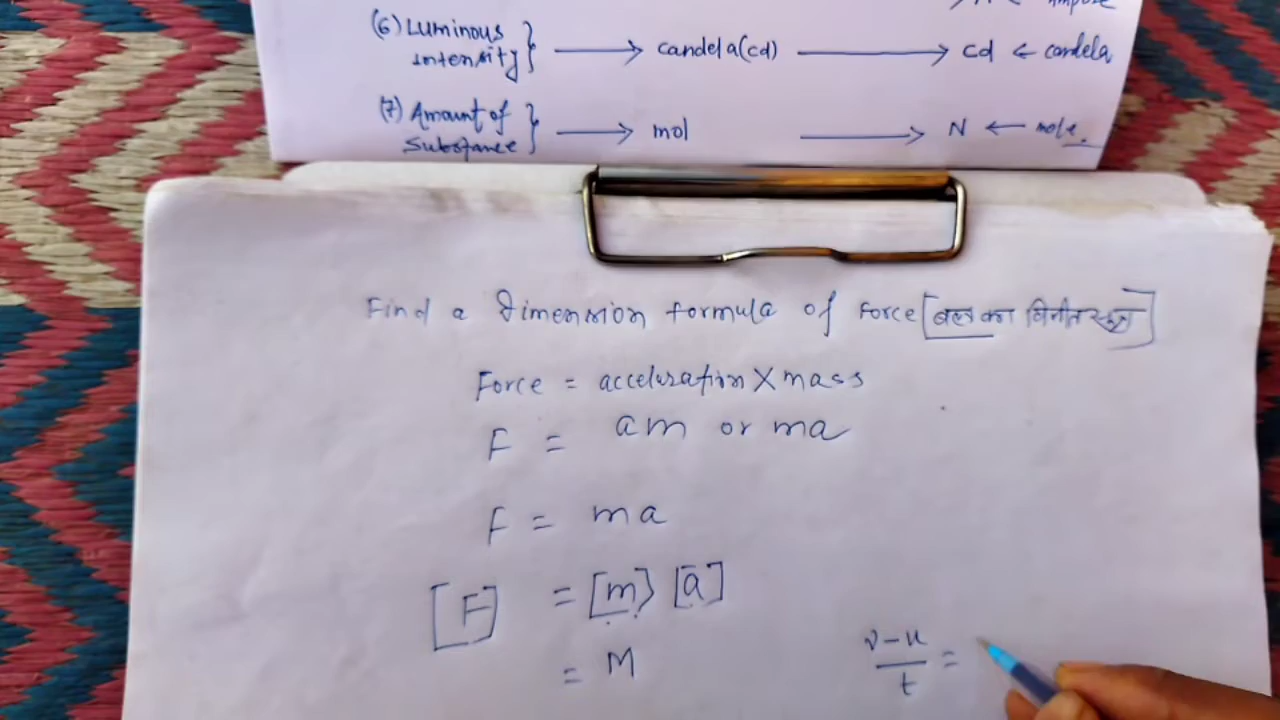 (6) Luminous intensity } → candela(cd) → cd ← candela
(7) Amount of Substance } → mol → N ← mole.
Find a Dimension formula of Force [बल का विमीत सूत्र]
Force = acceleration X mass
F = am or ma
F = ma
[F] = [m] [a]
= M
v-u
t =